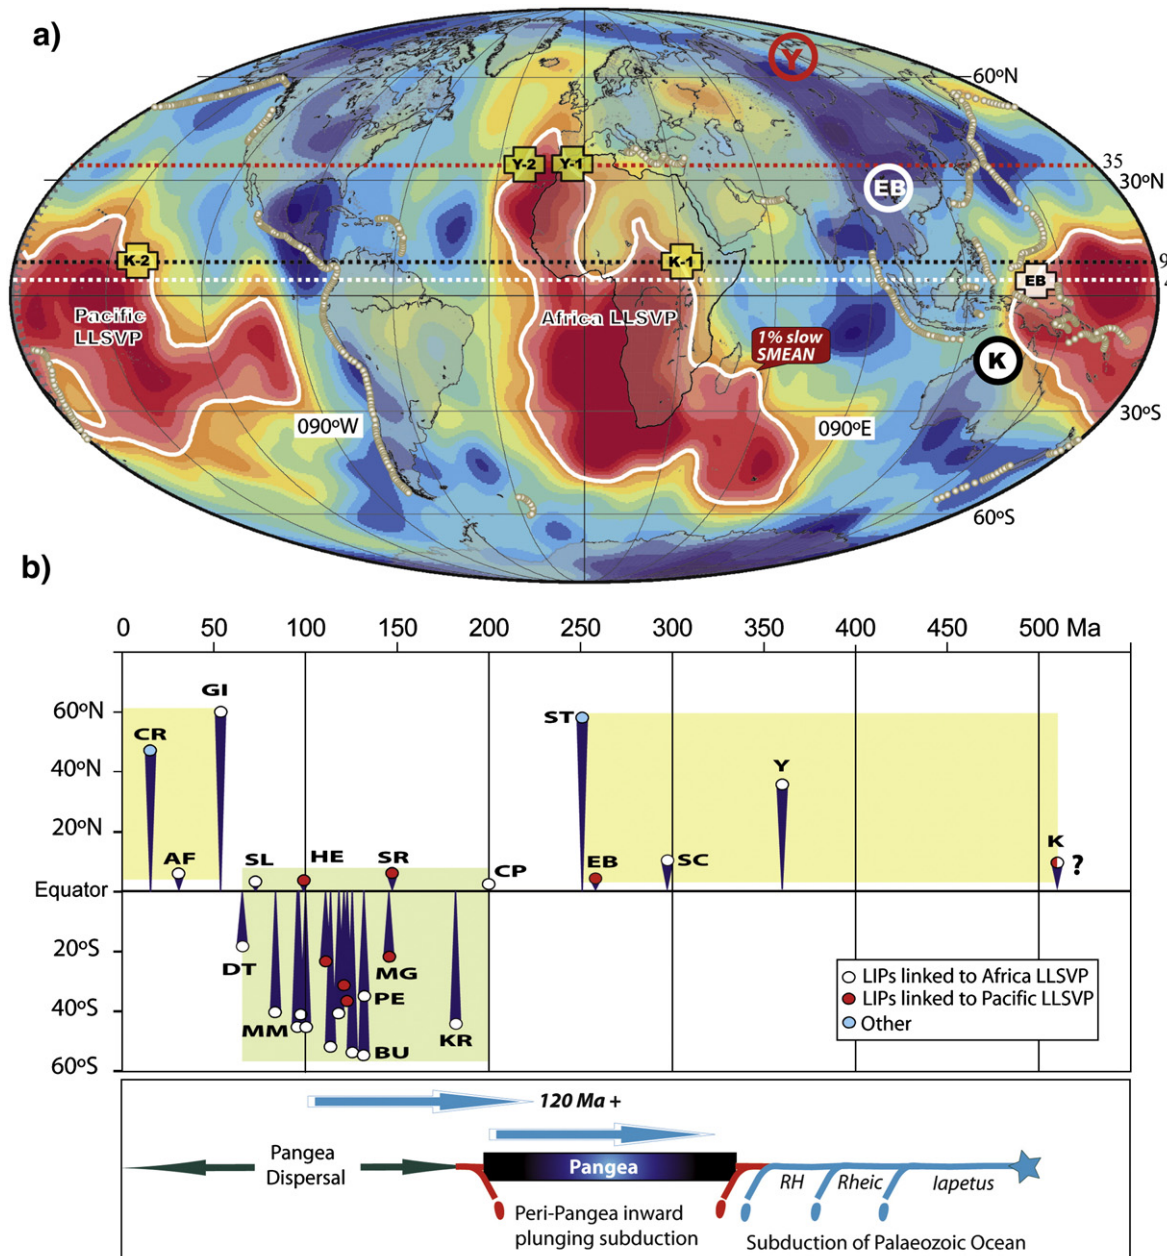 a)
Y
60ºN
Y-2
Y-1
35
30ºN
EB
K-2
K-1
9
EB
4
Pacific
LLSVP
Africa LLSVP
1% slow
SMEAN
K
090ºW
090ºE
30ºS
60ºS
b)
0 50 100 150 200 250 300 350 400 450 500 Ma
60ºN
40ºN
20ºN
Equator
20ºS
40ºS
60ºS
GI
CR
ST
Y
AF
SL
HE
SR
CP
EB
SC
K
?
DT
MG
PE
MM
BU
KR
LIPs linked to Africa LLSVP
LIPs linked to Pacific LLSVP
Other
120 Ma +
Pangea
Dispersal
Pangea
RH
Rheic
Iapetus
Peri-Pangea inward
plunging subduction
Subduction of Palaeozoic Ocean